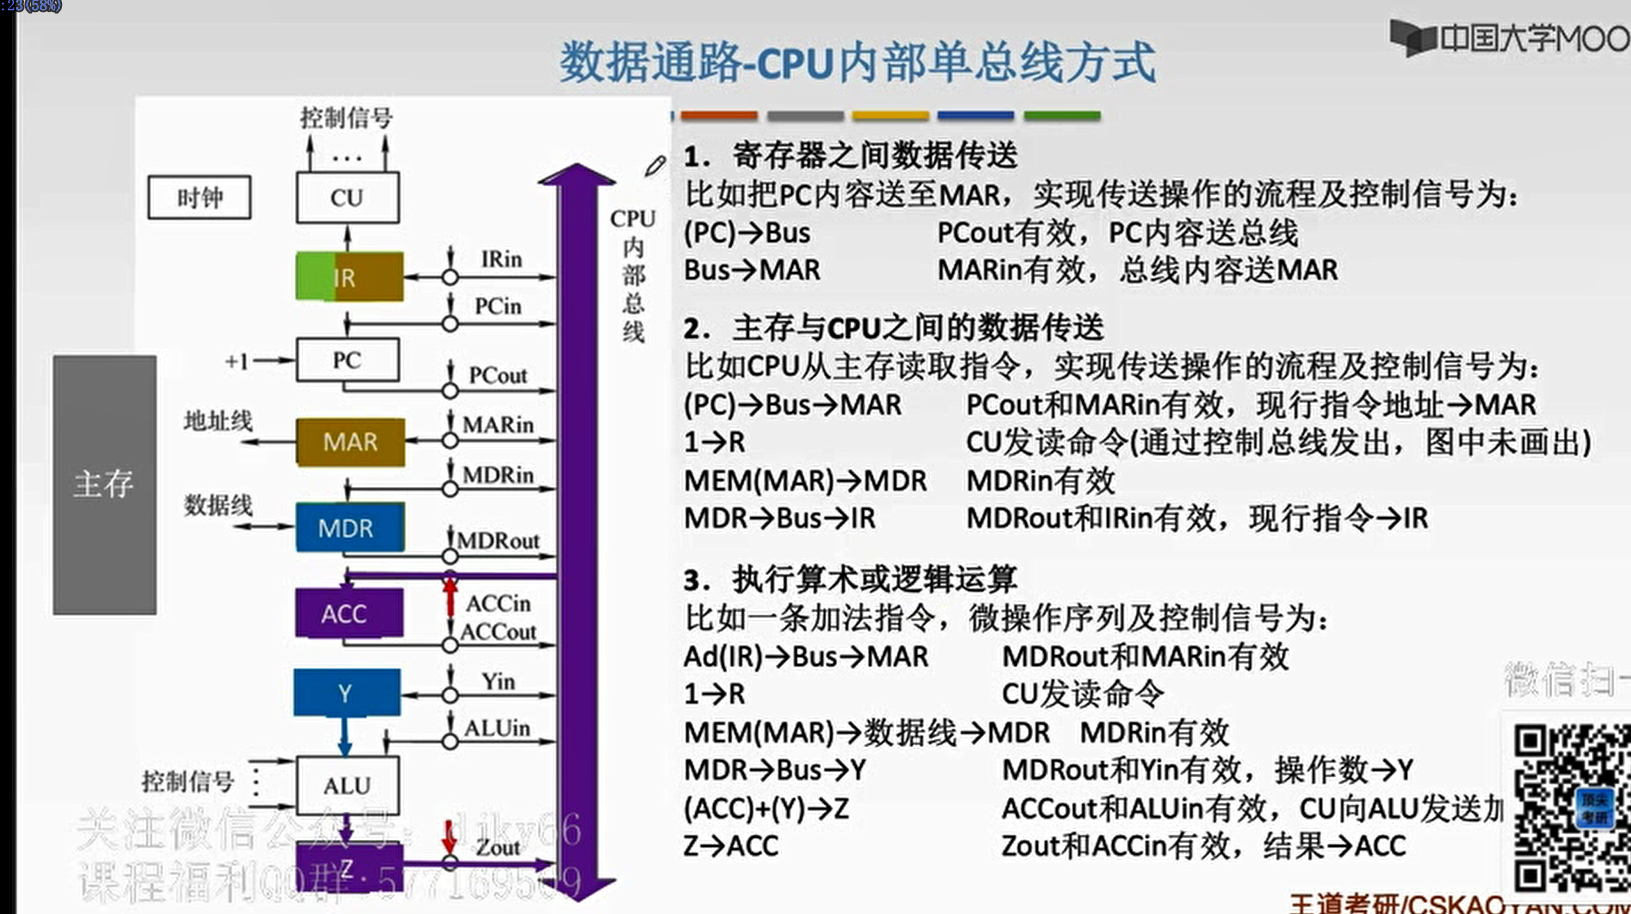 :23(58%)
中国大学MOO
数据通路-CPU内部单总线方式
控制信号
...
时钟
CU
IR
IRin
PCin
+1
PC
PCout
地址线
MAR
MARin
MDRin
主存
数据线
MDR
MDRout
ACC
ACCin
ACCout
Y
Yin
ALUin
控制信号
ALU
Z
Zout
CPU
内
部
总
线
1. 寄存器之间数据传送
比如把PC内容送至MAR，实现传送操作的流程及控制信号为：
(PC)→Bus PCout有效，PC内容送总线
Bus→MAR MARin有效，总线内容送MAR
2. 主存与CPU之间的数据传送
比如CPU从主存读取指令，实现传送操作的流程及控制信号为：
(PC)→Bus→MAR PCout和MARin有效，现行指令地址→MAR
1→R CU发读命令(通过控制总线发出，图中未画出)
MEM(MAR)→MDR MDRin有效
MDR→Bus→IR MDRout和IRin有效，现行指令→IR
3. 执行算术或逻辑运算
比如一条加法指令，微操作序列及控制信号为：
Ad(IR)→Bus→MAR MDRout和MARin有效
1→R CU发读命令
MEM(MAR)→数据线→MDR MDRin有效
MDR→Bus→Y MDRout和Yin有效，操作数→Y
(ACC)+(Y)→Z ACCout和ALUin有效，CU向ALU发送加
Z→ACC Zout和ACCin有效，结果→ACC
微信扫一
顶尖
考研
关注微信公众号：djky66
课程福利QQ群:577169509
王道考研/CSKAOYAN.COM